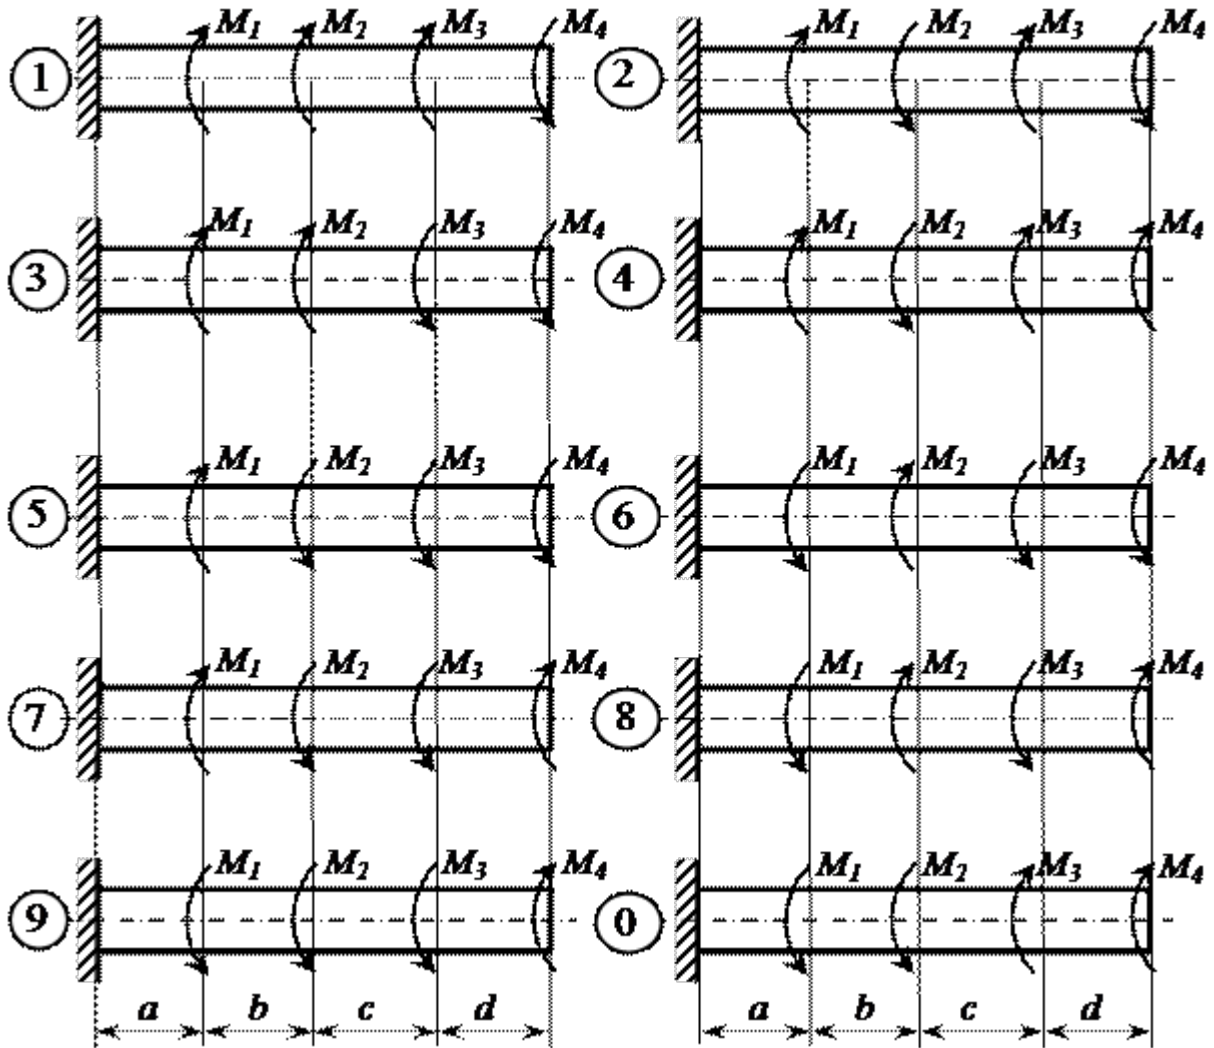 1 M₁ M₂ M₃ M₄ 2 M₁ M₂ M₃ M₄
3 M₁ M₂ M₃ M₄ 4 M₁ M₂ M₃ M₄
5 M₁ M₂ M₃ M₄ 6 M₁ M₂ M₃ M₄
7 M₁ M₂ M₃ M₄ 8 M₁ M₂ M₃ M₄
9 M₁ M₂ M₃ M₄ 0 M₁ M₂ M₃ M₄
a b c d a b c d